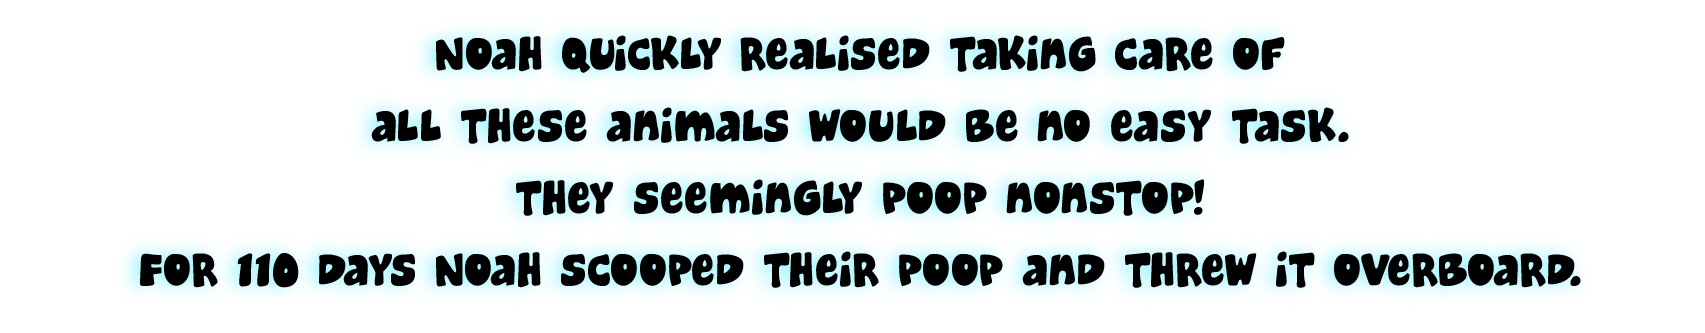 Noah quickly realised taking care of
all these animals would be no easy task.
They seemingly poop nonstop!
For 110 days Noah scooped their poop and threw it overboard.